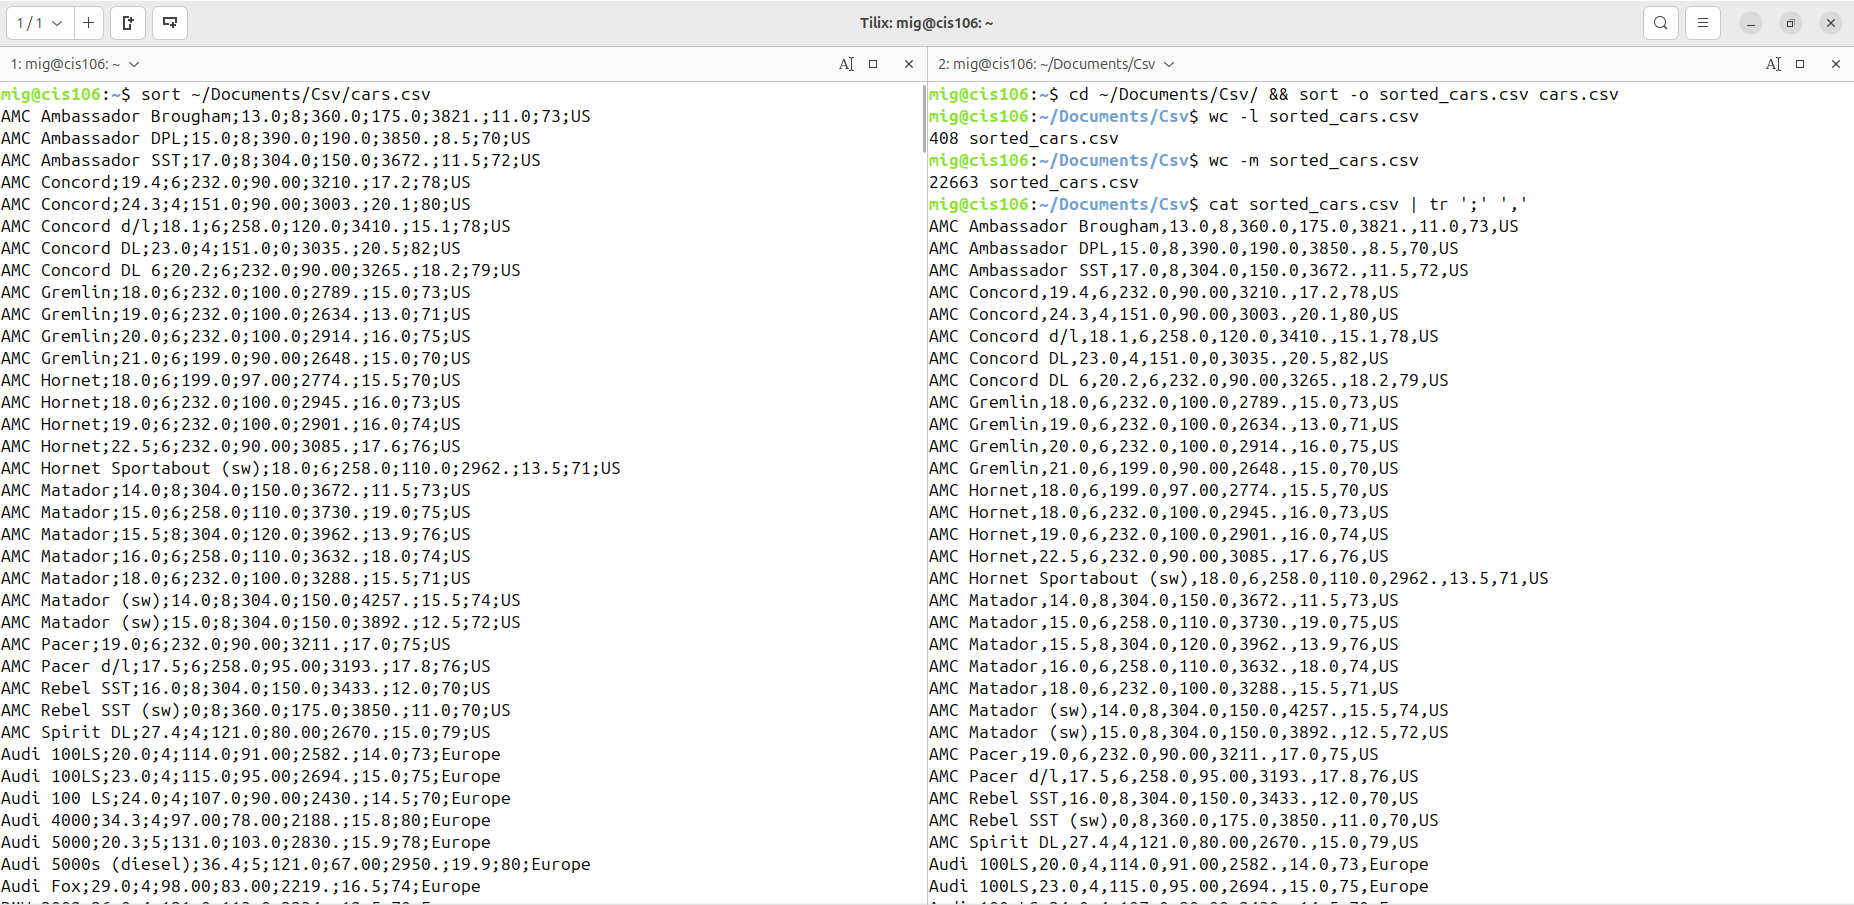 1 / 1
Tilix: mig@cis106: ~
1: mig@cis106: ~
mig@cis106:~$ sort ~/Documents/Csv/cars.csv
AMC Ambassador Brougham;13.0;8;360.0;175.0;3821.;11.0;73;US
AMC Ambassador DPL;15.0;8;390.0;190.0;3850.;8.5;70;US
AMC Ambassador SST;17.0;8;304.0;150.0;3672.;11.5;72;US
AMC Concord;19.4;6;232.0;90.00;3210.;17.2;78;US
AMC Concord;24.3;4;151.0;90.00;3003.;20.1;80;US
AMC Concord d/l;18.1;6;258.0;120.0;3410.;15.1;78;US
AMC Concord DL;23.0;4;151.0;0;3035.;20.5;82;US
AMC Concord DL 6;20.2;6;232.0;90.00;3265.;18.2;79;US
AMC Gremlin;18.0;6;232.0;100.0;2789.;15.0;73;US
AMC Gremlin;19.0;6;232.0;100.0;2634.;13.0;71;US
AMC Gremlin;20.0;6;232.0;100.0;2914.;16.0;75;US
AMC Gremlin;21.0;6;199.0;90.00;2648.;15.0;70;US
AMC Hornet;18.0;6;199.0;97.00;2774.;15.5;70;US
AMC Hornet;18.0;6;232.0;100.0;2945.;16.0;73;US
AMC Hornet;19.0;6;232.0;100.0;2901.;16.0;74;US
AMC Hornet;22.5;6;232.0;90.00;3085.;17.6;76;US
AMC Hornet Sportabout (sw);18.0;6;258.0;110.0;2962.;13.5;71;US
AMC Matador;14.0;8;304.0;150.0;3672.;11.5;73;US
AMC Matador;15.0;6;258.0;110.0;3730.;19.0;75;US
AMC Matador;15.5;8;304.0;120.0;3962.;13.9;76;US
AMC Matador;16.0;6;258.0;110.0;3632.;18.0;74;US
AMC Matador;18.0;6;232.0;100.0;3288.;15.5;71;US
AMC Matador (sw);14.0;8;304.0;150.0;4257.;15.5;74;US
AMC Matador (sw);15.0;8;304.0;150.0;3892.;12.5;72;US
AMC Pacer;19.0;6;232.0;90.00;3211.;17.0;75;US
AMC Pacer d/l;17.5;6;258.0;95.00;3193.;17.8;76;US
AMC Rebel SST;16.0;8;304.0;150.0;3433.;12.0;70;US
AMC Rebel SST (sw);0;8;360.0;175.0;3850.;11.0;70;US
AMC Spirit DL;27.4;4;121.0;80.00;2670.;15.0;79;US
Audi 100LS;20.0;4;114.0;91.00;2582.;14.0;73;Europe
Audi 100LS;23.0;4;115.0;95.00;2694.;15.0;75;Europe
Audi 100 LS;24.0;4;107.0;90.00;2430.;14.5;70;Europe
Audi 4000;34.3;4;97.00;78.00;2188.;15.8;80;Europe
Audi 5000;20.3;5;131.0;103.0;2830.;15.9;78;Europe
Audi 5000s (diesel);36.4;5;121.0;67.00;2950.;19.9;80;Europe
Audi Fox;29.0;4;98.00;83.00;2219.;16.5;74;Europe
2: mig@cis106: ~/Documents/Csv
mig@cis106:~$ cd ~/Documents/Csv/ && sort -o sorted_cars.csv cars.csv
mig@cis106:~/Documents/Csv$ wc -l sorted_cars.csv
408 sorted_cars.csv
mig@cis106:~/Documents/Csv$ wc -m sorted_cars.csv
22663 sorted_cars.csv
mig@cis106:~/Documents/Csv$ cat sorted_cars.csv | tr ';' ','
AMC Ambassador Brougham,13.0,8,360.0,175.0,3821.,11.0,73,US
AMC Ambassador DPL,15.0,8,390.0,190.0,3850.,8.5,70,US
AMC Ambassador SST,17.0,8,304.0,150.0,3672.,11.5,72,US
AMC Concord,19.4,6,232.0,90.00,3210.,17.2,78,US
AMC Concord,24.3,4,151.0,90.00,3003.,20.1,80,US
AMC Concord d/l,18.1,6,258.0,120.0,3410.,15.1,78,US
AMC Concord DL,23.0,4,151.0,0,3035.,20.5,82,US
AMC Concord DL 6,20.2,6,232.0,90.00,3265.,18.2,79,US
AMC Gremlin,18.0,6,232.0,100.0,2789.,15.0,73,US
AMC Gremlin,19.0,6,232.0,100.0,2634.,13.0,71,US
AMC Gremlin,20.0,6,232.0,100.0,2914.,16.0,75,US
AMC Gremlin,21.0,6,199.0,90.00,2648.,15.0,70,US
AMC Hornet,18.0,6,199.0,97.00,2774.,15.5,70,US
AMC Hornet,18.0,6,232.0,100.0,2945.,16.0,73,US
AMC Hornet,19.0,6,232.0,100.0,2901.,16.0,74,US
AMC Hornet,22.5,6,232.0,90.00,3085.,17.6,76,US
AMC Hornet Sportabout (sw),18.0,6,258.0,110.0,2962.,13.5,71,US
AMC Matador,14.0,8,304.0,150.0,3672.,11.5,73,US
AMC Matador,15.0,6,258.0,110.0,3730.,19.0,75,US
AMC Matador,15.5,8,304.0,120.0,3962.,13.9,76,US
AMC Matador,16.0,6,258.0,110.0,3632.,18.0,74,US
AMC Matador,18.0,6,232.0,100.0,3288.,15.5,71,US
AMC Matador (sw),14.0,8,304.0,150.0,4257.,15.5,74,US
AMC Matador (sw),15.0,8,304.0,150.0,3892.,12.5,72,US
AMC Pacer,19.0,6,232.0,90.00,3211.,17.0,75,US
AMC Pacer d/l,17.5,6,258.0,95.00,3193.,17.8,76,US
AMC Rebel SST,16.0,8,304.0,150.0,3433.,12.0,70,US
AMC Rebel SST (sw),0,8,360.0,175.0,3850.,11.0,70,US
AMC Spirit DL,27.4,4,121.0,80.00,2670.,15.0,79,US
Audi 100LS,20.0,4,114.0,91.00,2582.,14.0,73,Europe
Audi 100LS,23.0,4,115.0,95.00,2694.,15.0,75,Europe